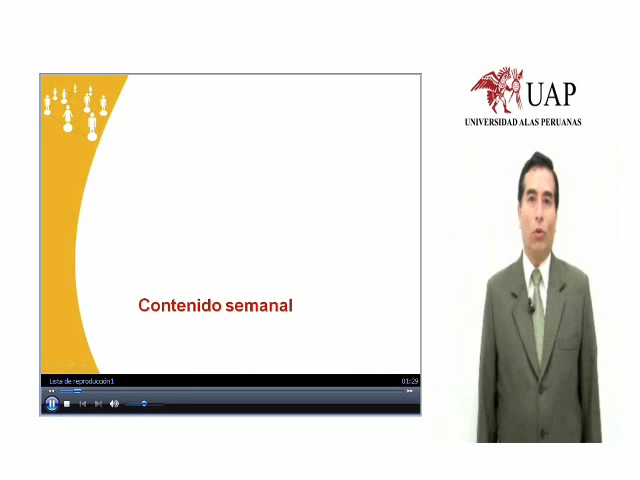 UAP
UNIVERSIDAD ALAS PERUANAS
Contenido semanal
Lista de reproducción1
01:29